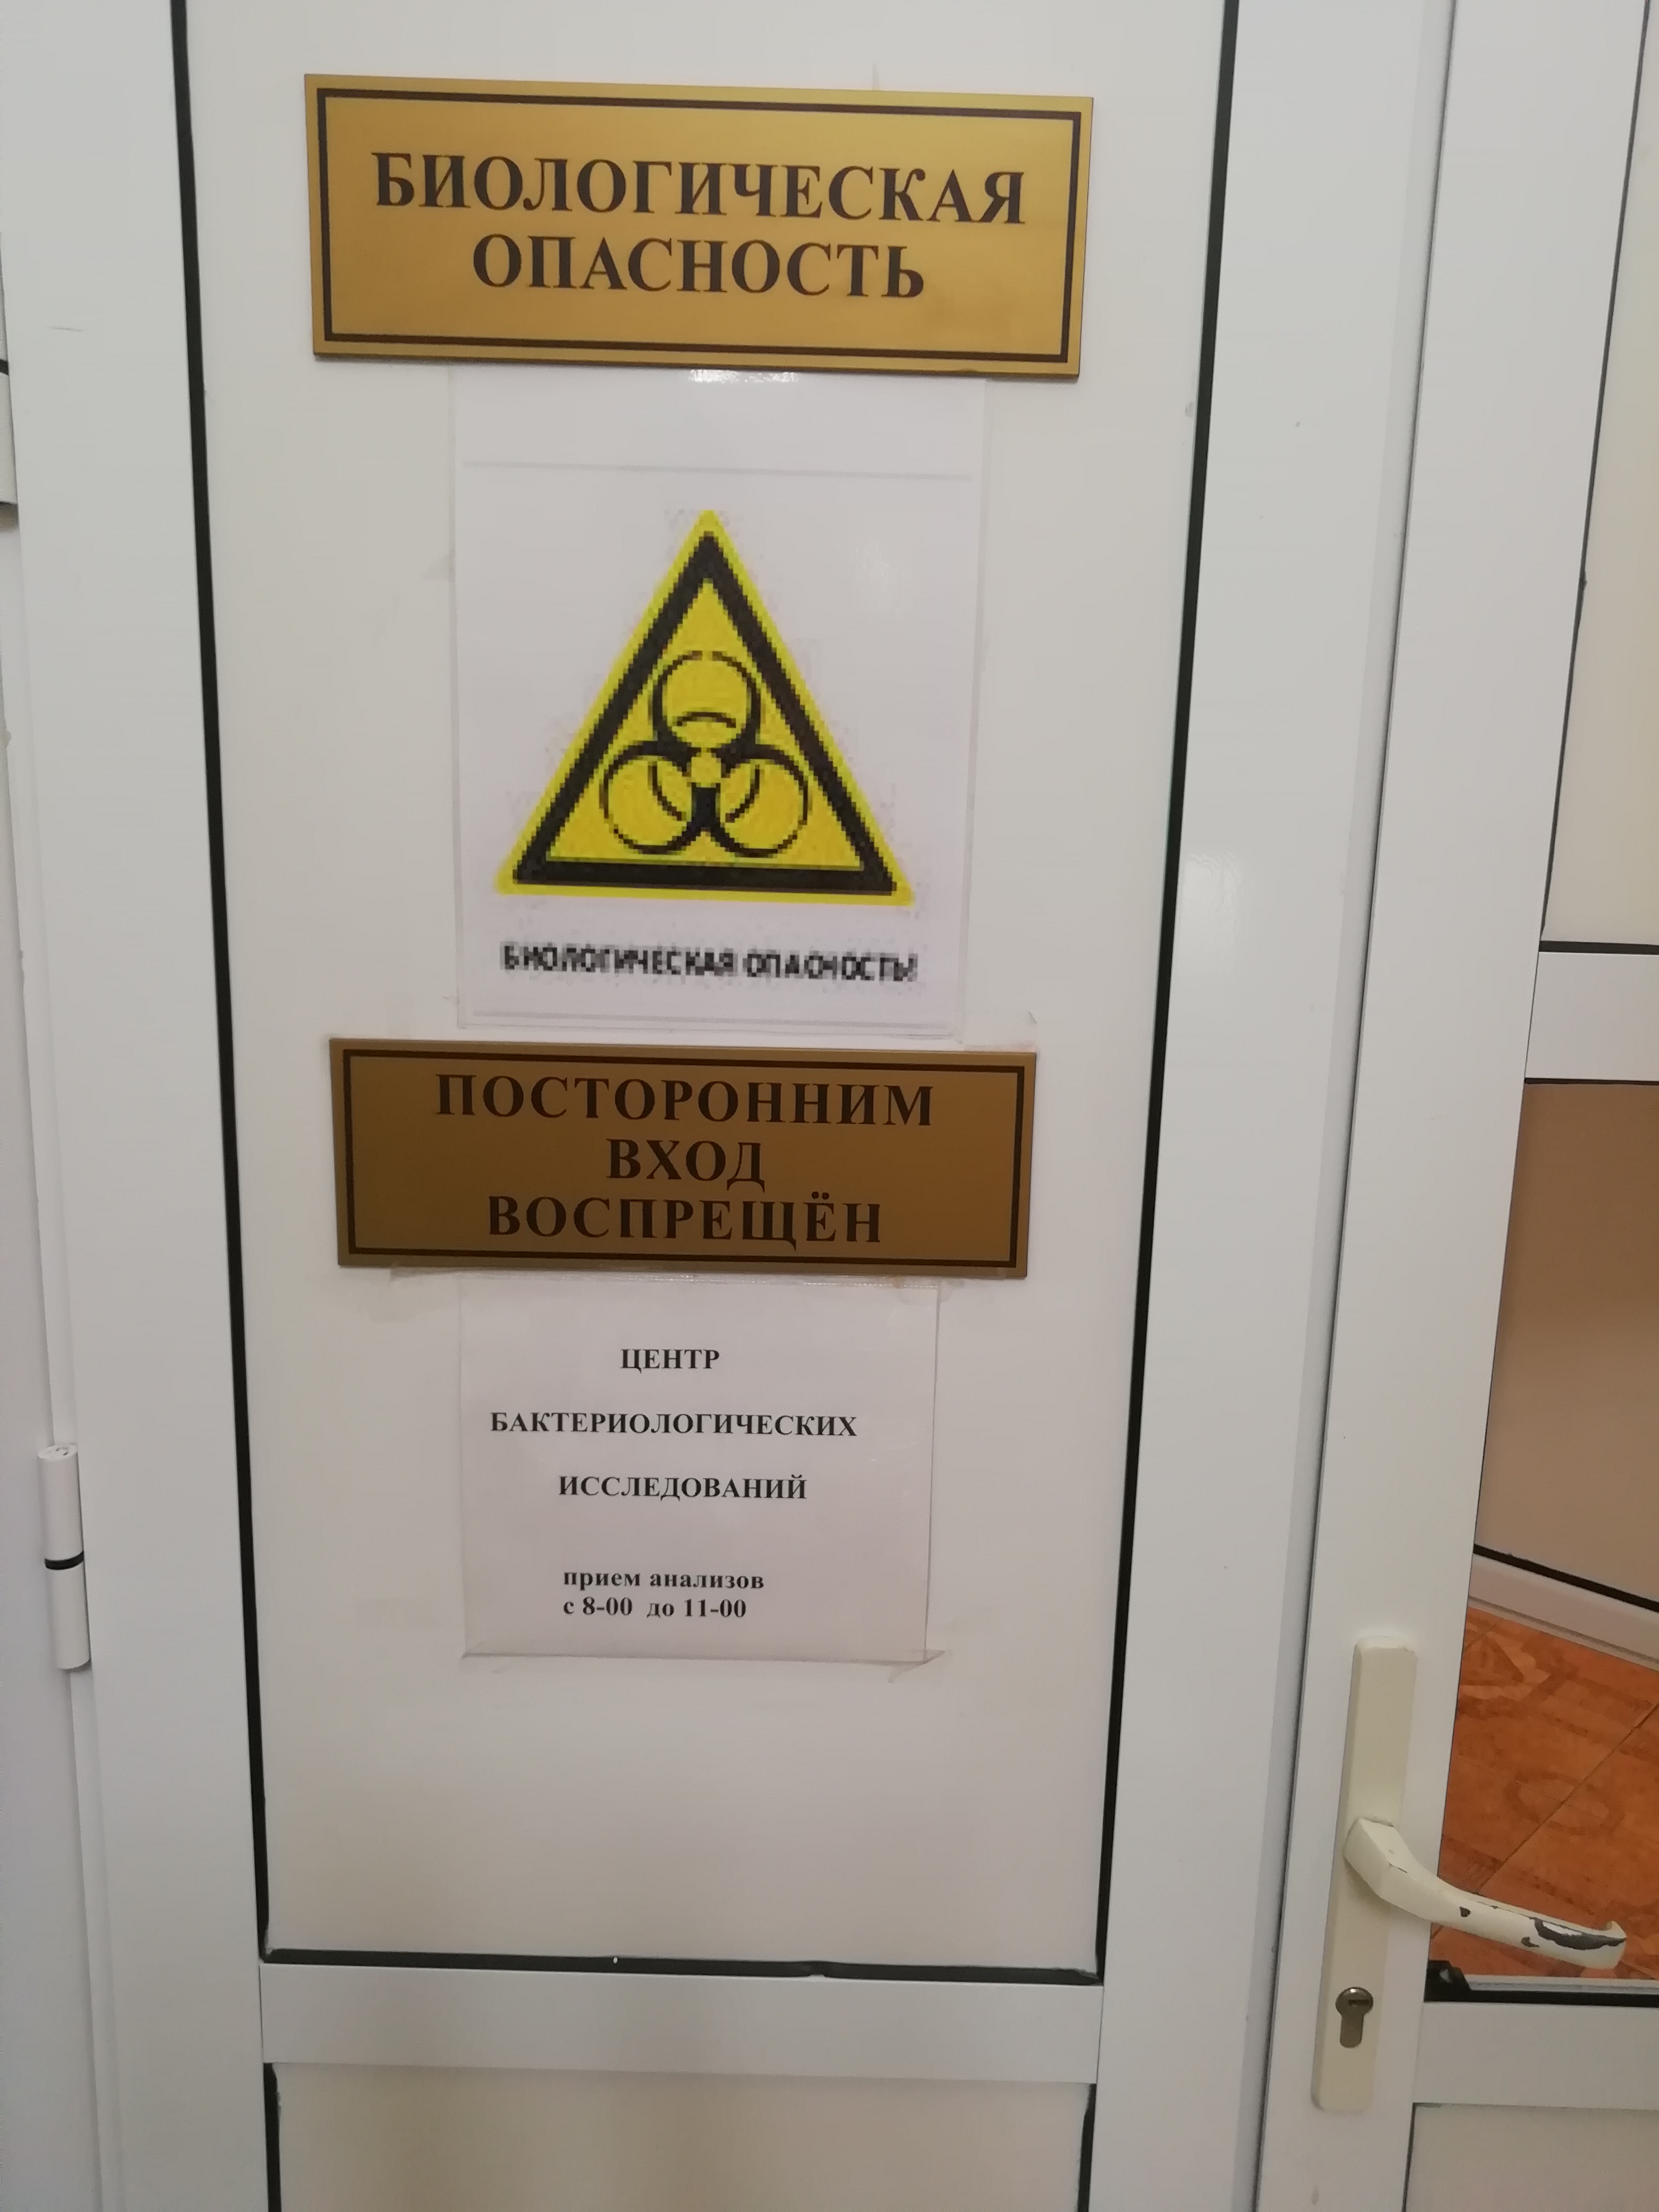 БИОЛОГИЧЕСКАЯ
ОПАСНОСТЬ
БИОЛОГИЧЕСКАЯ ОПАСНОСТЬ!
ПОСТОРОННИМ
ВХОД
ВОСПРЕЩЁН
ЦЕНТР
БАКТЕРИОЛОГИЧЕСКИХ
ИССЛЕДОВАНИЙ
прием анализов
с 8-00 до 11-00